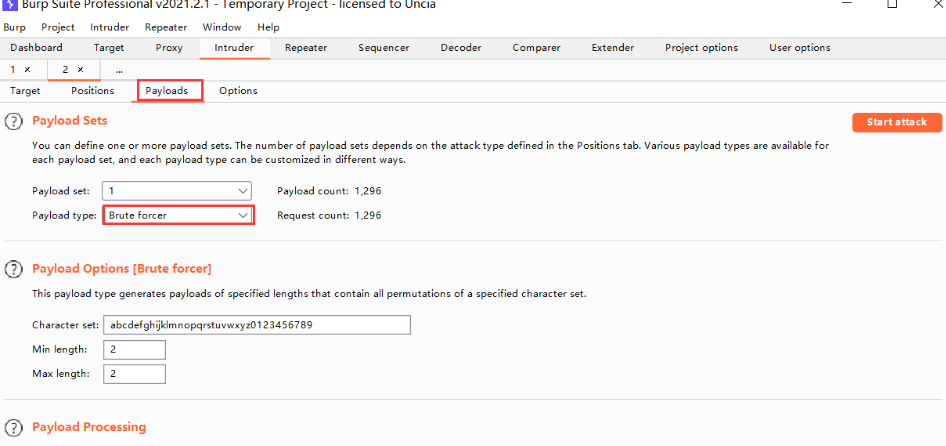 Burp Suite Professional v2021.2.1 - Temporary Project - licensed to Uncia
Burp Project Intruder Repeater Window Help
Dashboard Target Proxy Intruder Repeater Sequencer Decoder Comparer Extender Project options User options
1 × 2 × ...
Target Positions Payloads Options
? Payload Sets
Start attack
You can define one or more payload sets. The number of payload sets depends on the attack type defined in the Positions tab. Various payload types are available for
each payload set, and each payload type can be customized in different ways.
Payload set: 1 Payload count: 1,296
Payload type: Brute forcer Request count: 1,296
? Payload Options [Brute forcer]
This payload type generates payloads of specified lengths that contain all permutations of a specified character set.
Character set: abcdefghijklmnopqrstuvwxyz0123456789
Min length: 2
Max length: 2
? Payload Processing